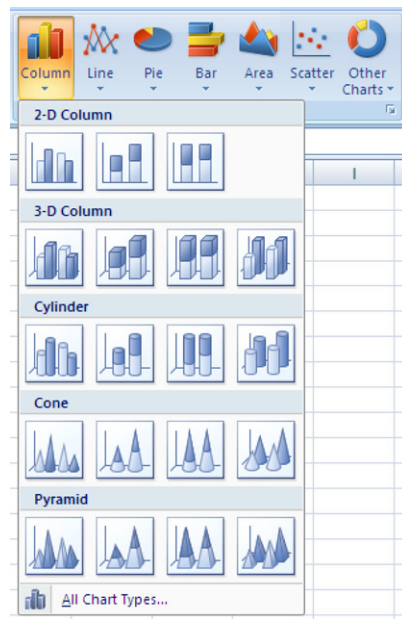 Column Line Pie Bar Area Scatter Other
Charts
2-D Column
I
3-D Column
Cylinder
Cone
Pyramid
All Chart Types...